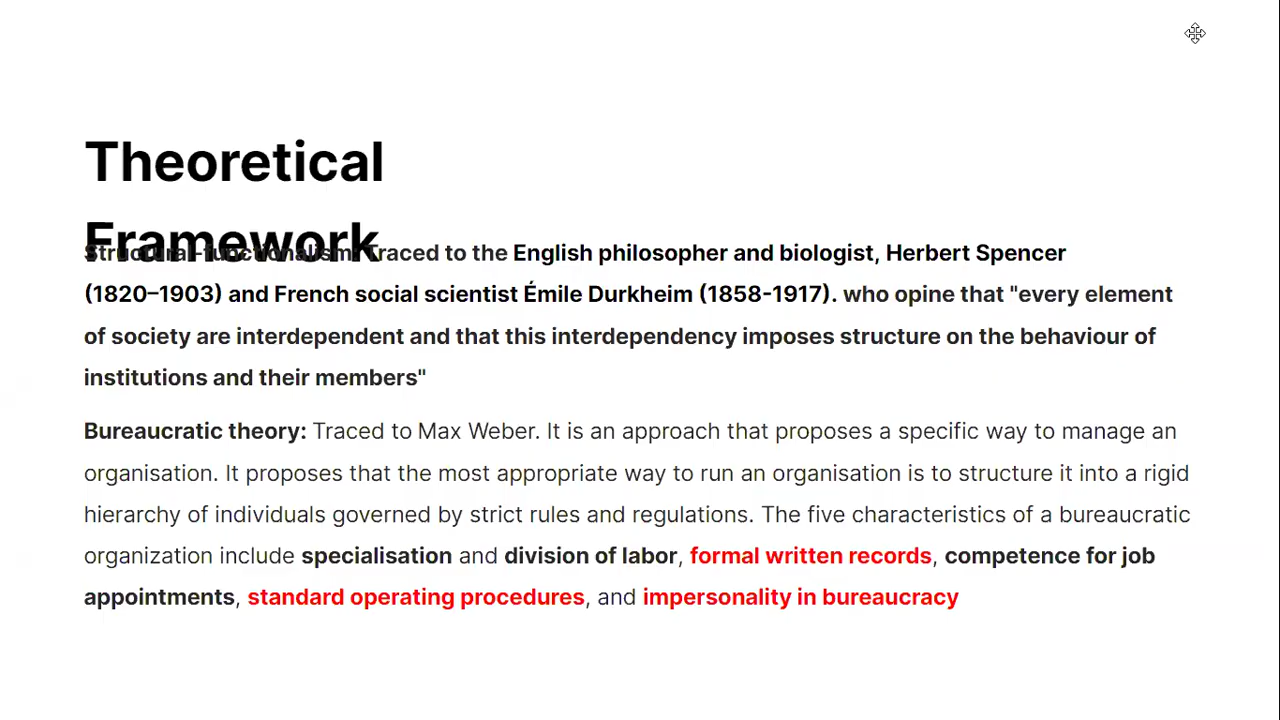 Theoretical
Framework
Structural-functionalism: Traced to the English philosopher and biologist, Herbert Spencer
(1820–1903) and French social scientist Émile Durkheim (1858-1917). who opine that "every element
of society are interdependent and that this interdependency imposes structure on the behaviour of
institutions and their members"
Bureaucratic theory: Traced to Max Weber. It is an approach that proposes a specific way to manage an
organisation. It proposes that the most appropriate way to run an organisation is to structure it into a rigid
hierarchy of individuals governed by strict rules and regulations. The five characteristics of a bureaucratic
organization include specialisation and division of labor, formal written records, competence for job
appointments, standard operating procedures, and impersonality in bureaucracy